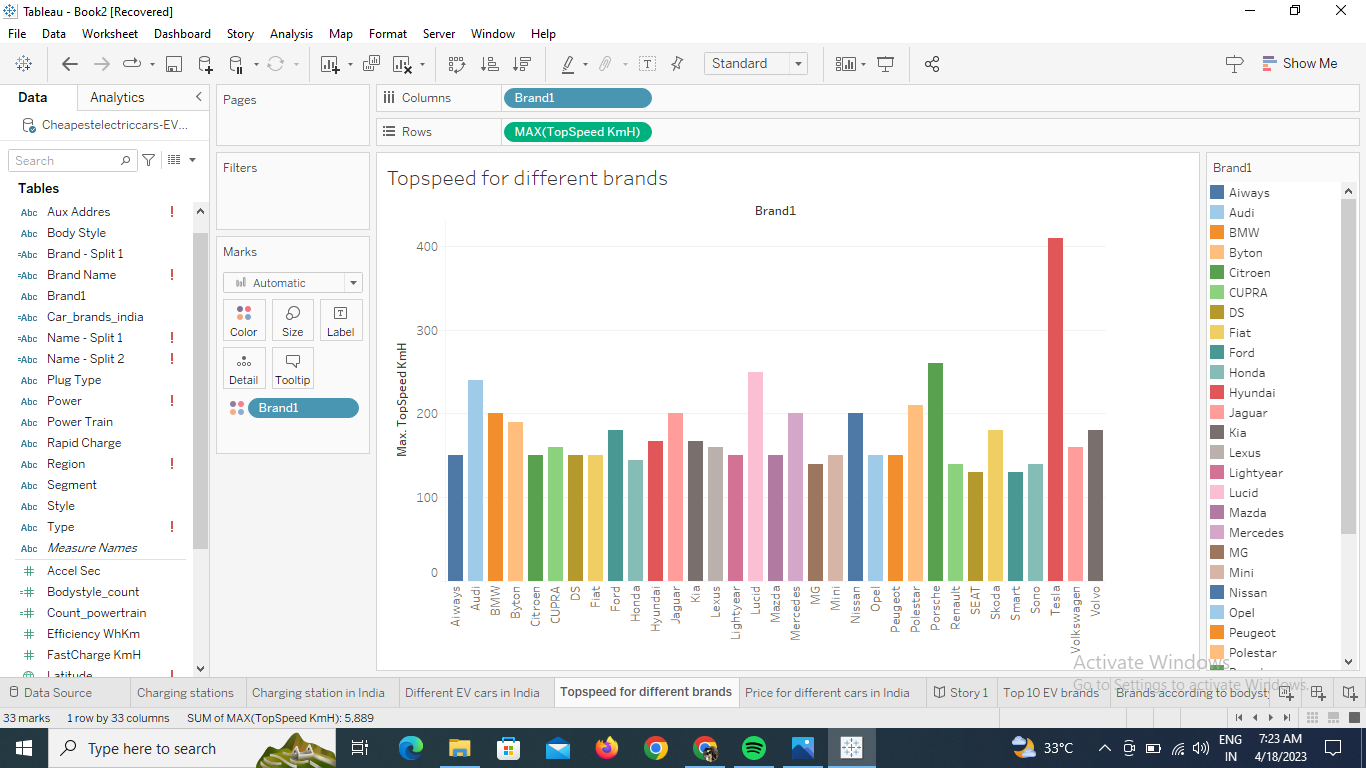 Tableau - Book2 [Recovered]
File Data Worksheet Dashboard Story Analysis Map Format Server Window Help
Standard
Show Me
Data Analytics
Cheapestelectriccars-EV...
Search
Tables
Abc Aux Addres !
Abc Body Style
=Abc Brand - Split 1
=Abc Brand Name !
Abc Brand1
=Abc Car_brands_india
=Abc Name - Split 1 !
=Abc Name - Split 2 !
Abc Plug Type
Abc Power !
Abc Power Train
Abc Rapid Charge
Abc Region !
Abc Segment
Abc Style
Abc Type !
Abc Measure Names
# Accel Sec
=# Bodystyle_count
=# Count_powertrain
# Efficiency WhKm
# FastCharge KmH
Latitude !
Pages
Filters
Marks
Automatic
Color Size Label
Detail Tooltip
Brand1
Columns Brand1
Rows MAX(TopSpeed KmH)
Topspeed for different brands
Brand1
Max. TopSpeed KmH
400
300
200
100
0
Aiways
Audi
BMW
Byton
Citroen
CUPRA
DS
Fiat
Ford
Honda
Hyundai
Jaguar
Kia
Lexus
Lightyear
Lucid
Mazda
Mercedes
MG
Mini
Nissan
Opel
Peugeot
Polestar
Porsche
Renault
SEAT
Skoda
Smart
Sono
Tesla
Volkswagen
Volvo
Brand1
Aiways
Audi
BMW
Byton
Citroen
CUPRA
DS
Fiat
Ford
Honda
Hyundai
Jaguar
Kia
Lexus
Lightyear
Lucid
Mazda
Mercedes
MG
Mini
Nissan
Opel
Peugeot
Polestar
Activate Windows
Go to Settings to activate Windows.
Data Source Charging stations Charging station in India Different EV cars in India Topspeed for different brands Price for different cars in India Story 1 Top 10 EV brands Brands according to bodyst
33 marks 1 row by 33 columns SUM of MAX(TopSpeed KmH): 5,889
Type here to search
33°C
ENG
IN
7:23 AM
4/18/2023